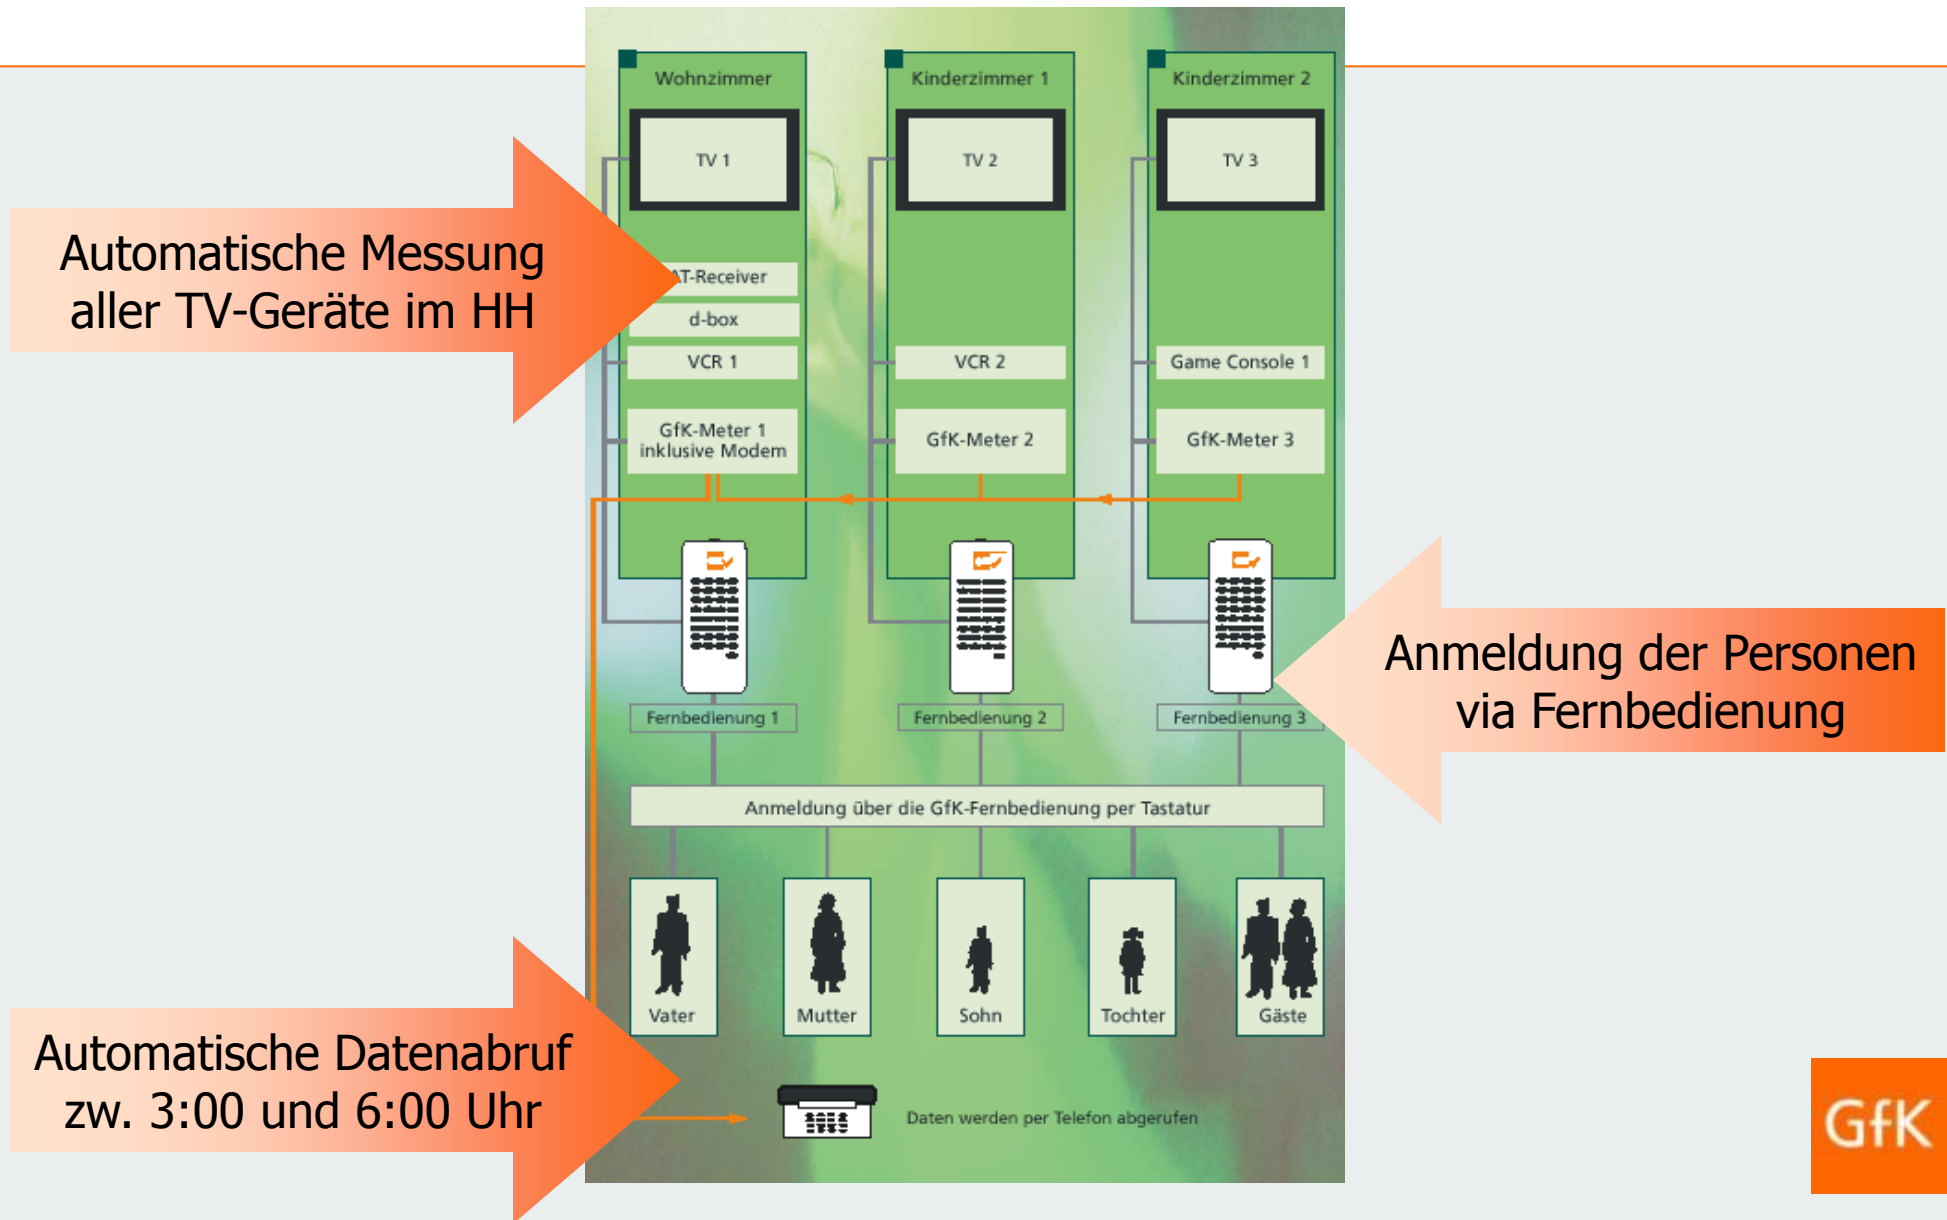 Wohnzimmer
Kinderzimmer 1
Kinderzimmer 2
TV 1
TV 2
TV 3
Automatische Messung
aller TV-Geräte im HH
AT-Receiver
d-box
VCR 1
VCR 2
Game Console 1
GfK-Meter 1
inklusive Modem
GfK-Meter 2
GfK-Meter 3
Anmeldung der Personen
via Fernbedienung
Fernbedienung 1
Fernbedienung 2
Fernbedienung 3
Anmeldung über die GfK-Fernbedienung per Tastatur
Vater
Mutter
Sohn
Tochter
Gäste
Automatische Datenabruf
zw. 3:00 und 6:00 Uhr
Daten werden per Telefon abgerufen
GfK